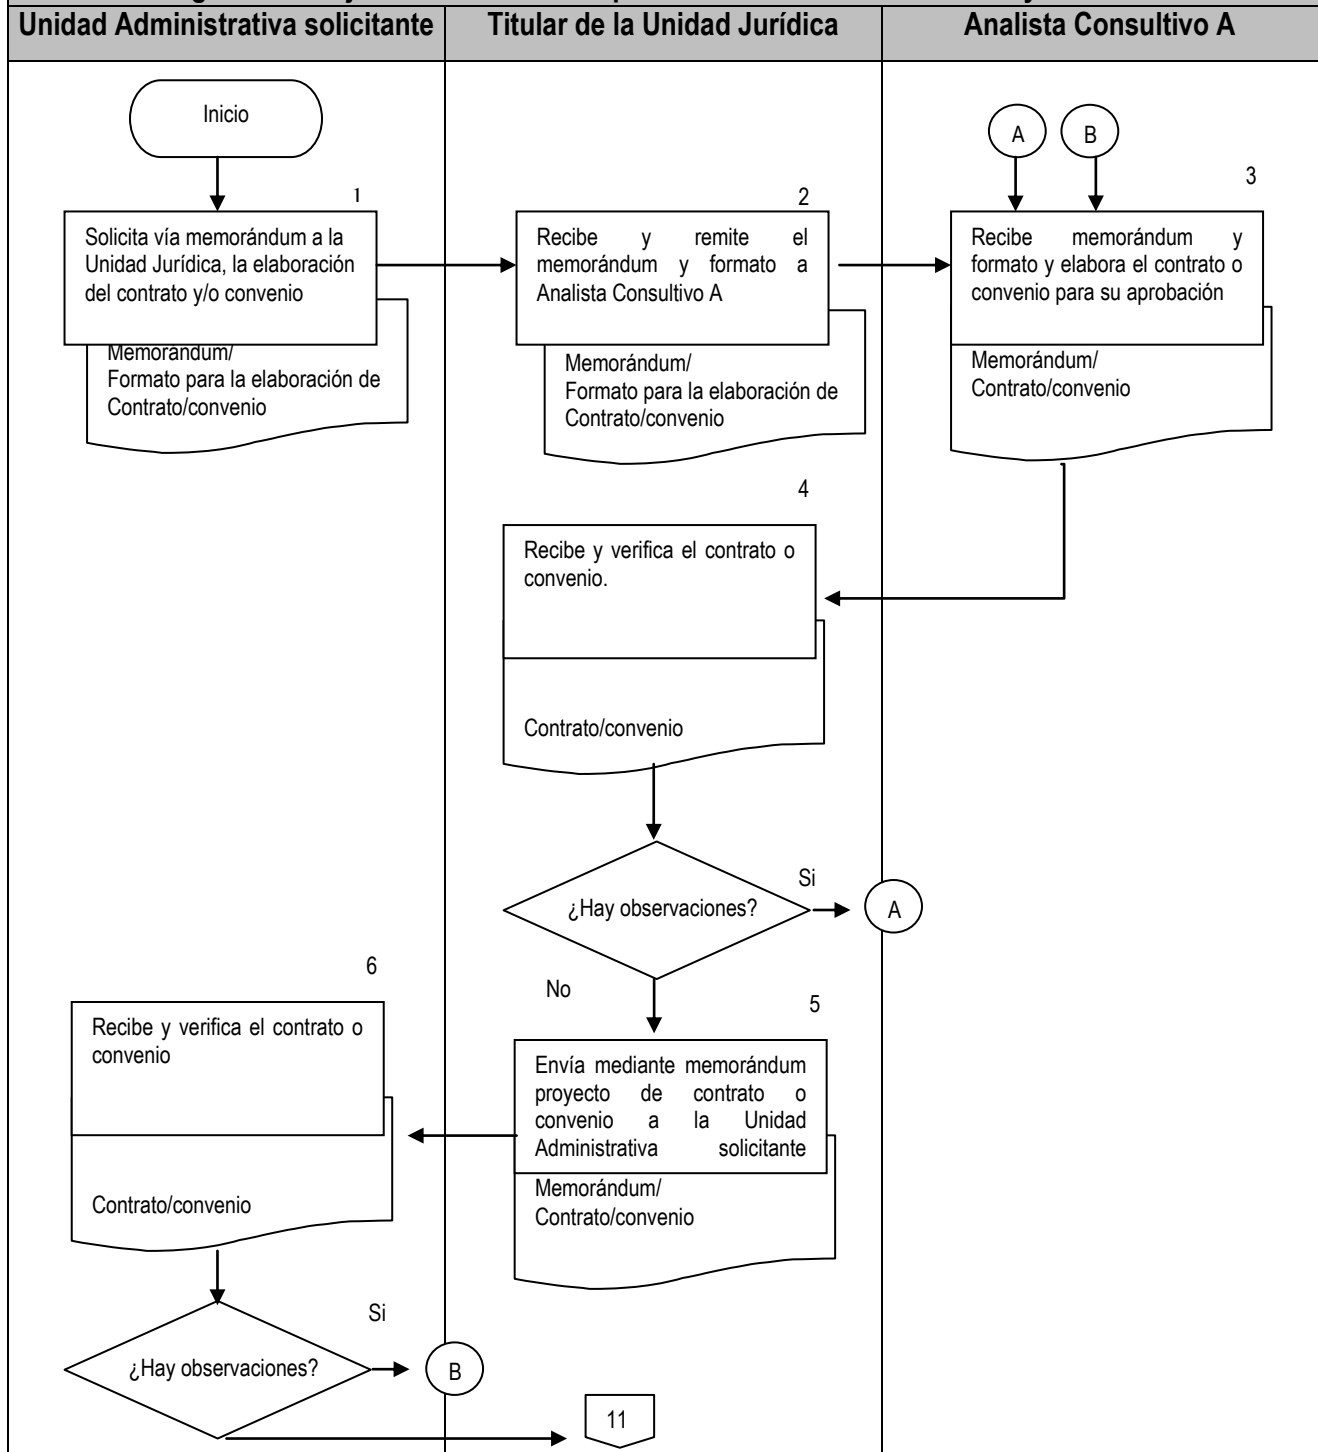 Unidad Administrativa solicitante
Titular de la Unidad Jurídica
Analista Consultivo A
Inicio
A
B
1
2
3
Solicita vía memorándum a la
Unidad Jurídica, la elaboración
del contrato y/o convenio
Memorándum/
Formato para la elaboración de
Contrato/convenio
Recibe y remite el
memorándum y formato a
Analista Consultivo A
Memorándum/
Formato para la elaboración de
Contrato/convenio
Recibe memorándum y
formato y elabora el contrato o
convenio para su aprobación
Memorándum/
Contrato/convenio
4
Recibe y verifica el contrato o
convenio.
Contrato/convenio
¿Hay observaciones?
Si
A
No
5
Envía mediante memorándum
proyecto de contrato o
convenio a la Unidad
Administrativa solicitante
Memorándum/
Contrato/convenio
6
Recibe y verifica el contrato o
convenio
Contrato/convenio
¿Hay observaciones?
Si
B
11